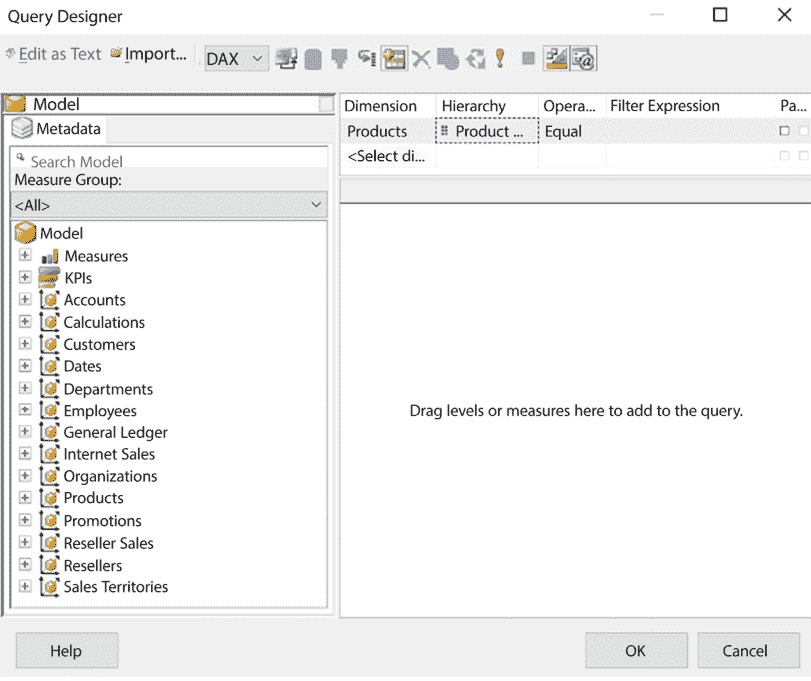 Query Designer
Edit as Text Import... DAX
Model
Metadata
Search Model
Measure Group:
<All>
Model
Measures
KPIs
Accounts
Calculations
Customers
Dates
Departments
Employees
General Ledger
Internet Sales
Organizations
Products
Promotions
Reseller Sales
Resellers
Sales Territories
Dimension Hierarchy Opera... Filter Expression Pa...
Products Product ... Equal
<Select di...
Drag levels or measures here to add to the query.
Help OK Cancel